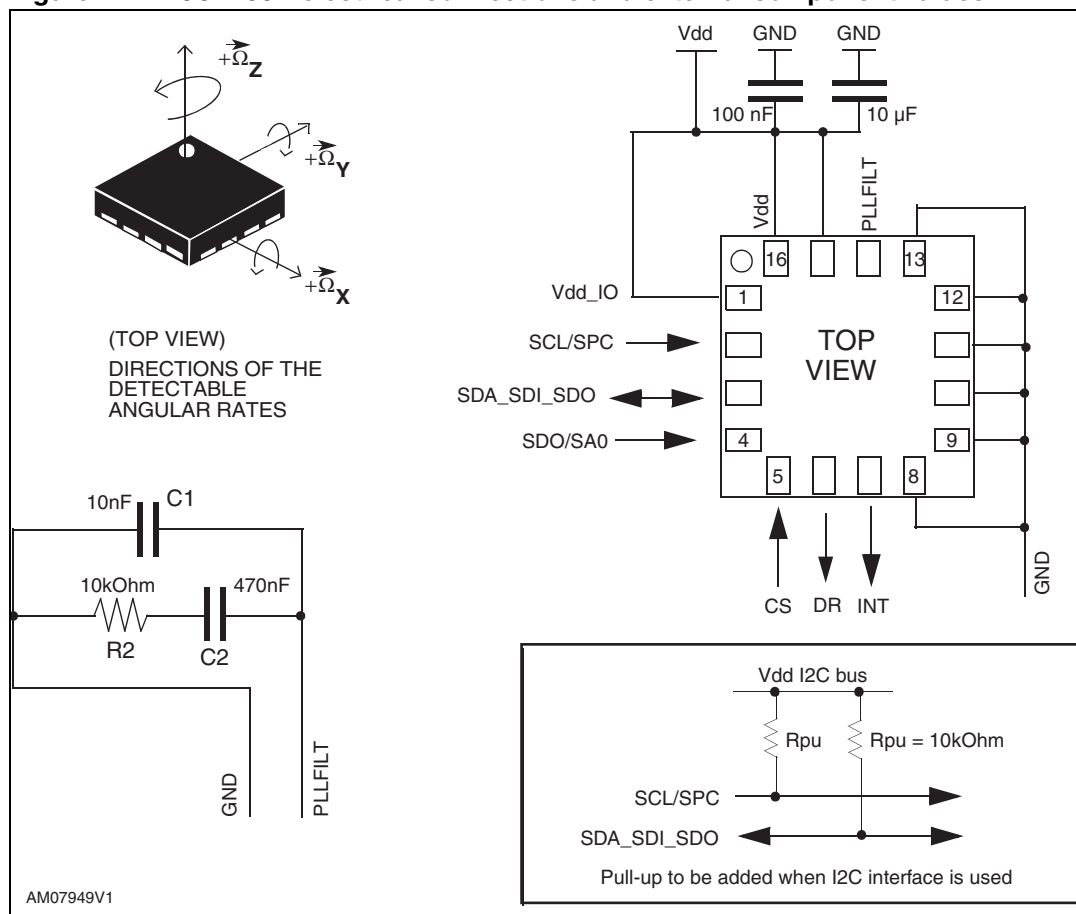 +Ω Z
+Ω Y
+Ω X
(TOP VIEW)
DIRECTIONS OF THE
DETECTABLE
ANGULAR RATES
Vdd GND GND
100 nF 10 µF
Vdd PLLFILT
16 13
Vdd_IO 1 12
SCL/SPC
TOP
VIEW
SDA_SDI_SDO
SDO/SA0 4 9
5 8
CS DR INT
GND
10nF C1
10kOhm 470nF
R2 C2
GND PLLFILT
Vdd I2C bus
Rpu Rpu = 10kOhm
SCL/SPC
SDA_SDI_SDO
Pull-up to be added when I2C interface is used
AM07949V1